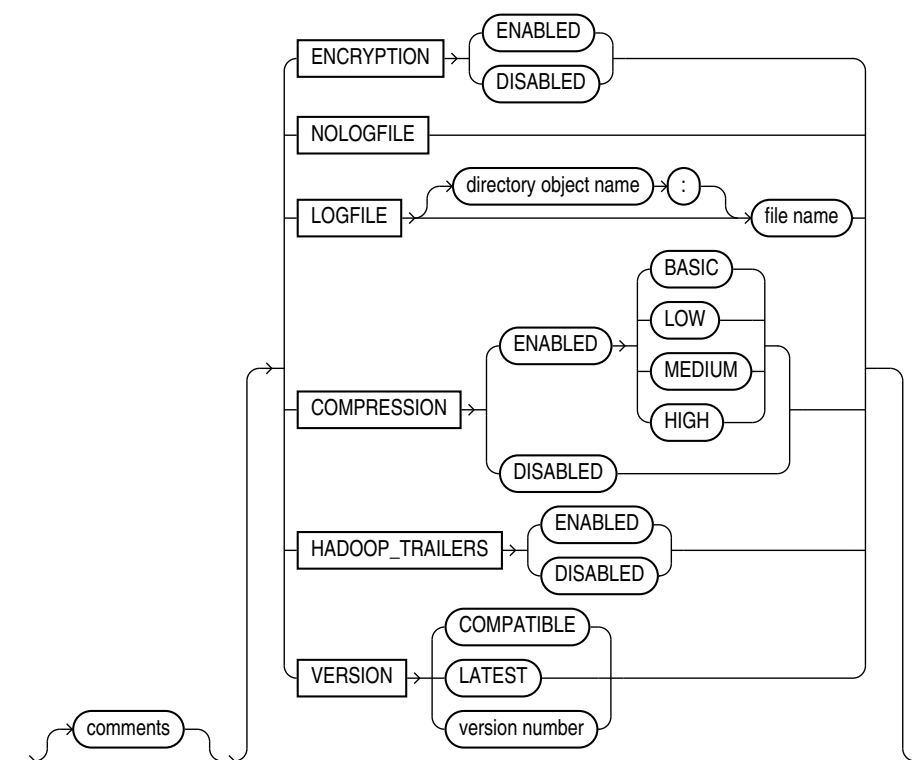 ENABLED
ENCRYPTION
DISABLED
NOLOGFILE
directory object name :
LOGFILE
file name
BASIC
LOW
ENABLED
MEDIUM
COMPRESSION
HIGH
DISABLED
ENABLED
HADOOP_TRAILERS
DISABLED
COMPATIBLE
VERSION LATEST
comments version number